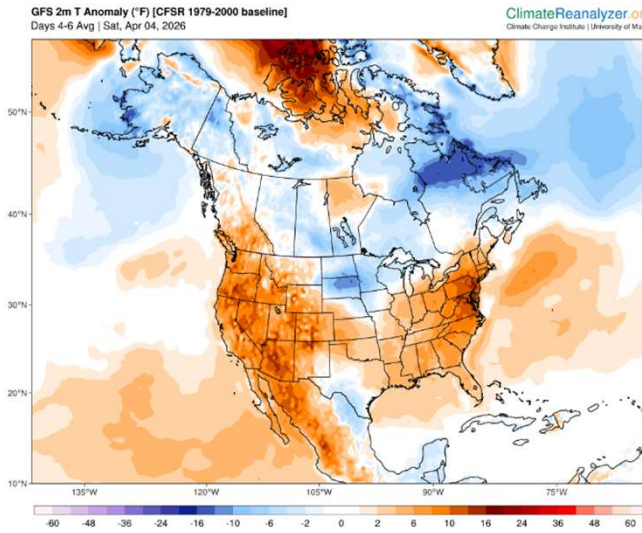 GFS 2m T Anomaly (°F) [CFSR 1979-2000 baseline]
ClimateReanalyzer.or
Days 4-6 Avg | Sat, Apr 04, 2026
Climate Change Institute | University of Ma
50°N
40°N
30°N
20°N
10°N
135°W 120°W 105°W 90°W 75°W
-60 -48 -36 -24 -16 -10 -6 -2 0 2 6 10 16 24 36 48 60